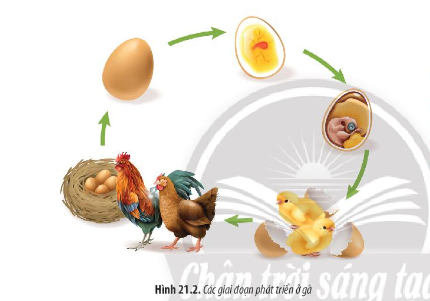 Hình 21.2. Các giai đoạn phát triển ở gà
Chân trời sáng tạo